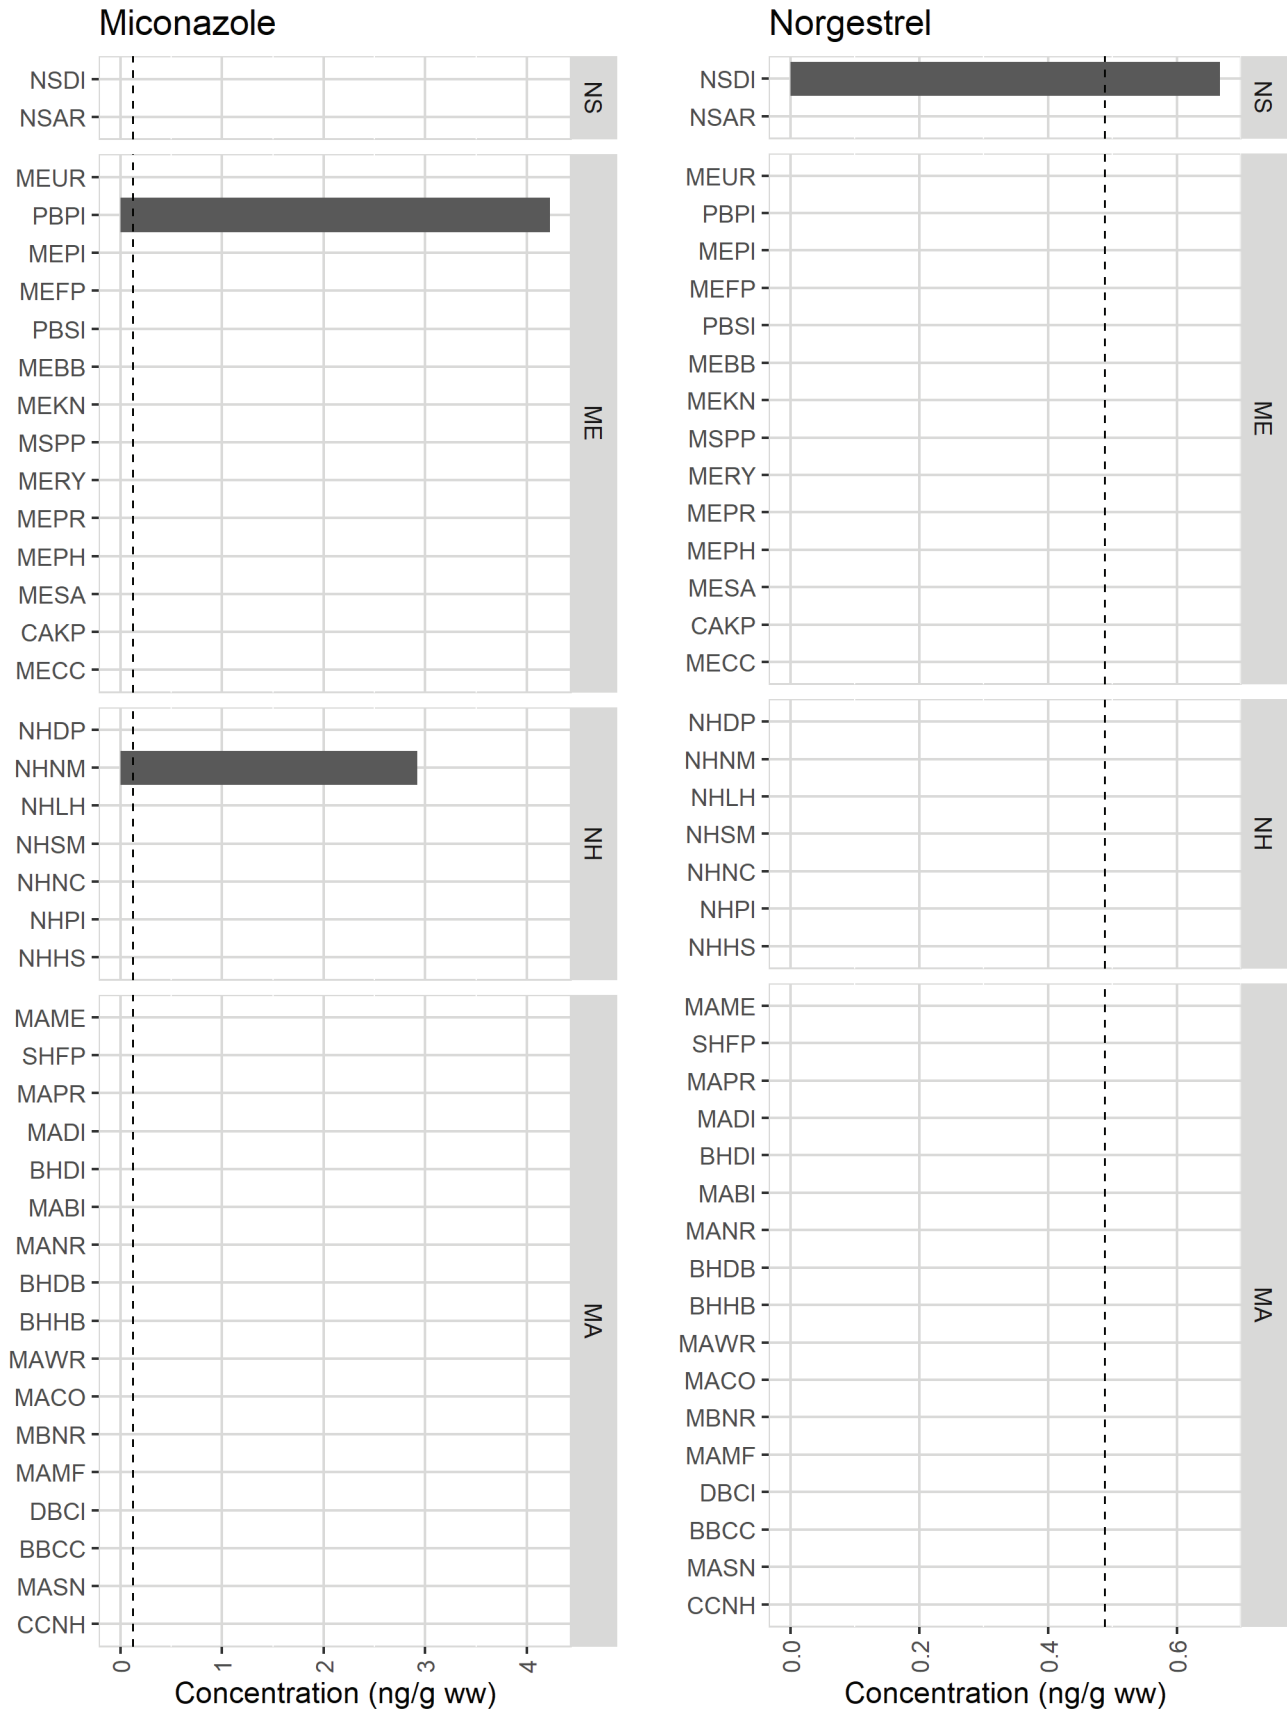 Miconazole
NSDI
NSAR
NS
MEUR
PBPI
MEPI
MEFP
PBSI
MEBB
MEKN
MSPP
MERY
MEPR
MEPH
MESA
CAKP
MECC
ME
NHDP
NHNM
NHLH
NHSM
NHNC
NHPI
NHHS
NH
MAME
SHFP
MAPR
MADI
BHDI
MABI
MANR
BHDB
BHHB
MAWR
MACO
MBNR
MAMF
DBCI
BBCC
MASN
CCNH
MA
0 1 2 3 4
Concentration (ng/g ww)
Norgestrel
NSDI
NSAR
NS
MEUR
PBPI
MEPI
MEFP
PBSI
MEBB
MEKN
MSPP
MERY
MEPR
MEPH
MESA
CAKP
MECC
ME
NHDP
NHNM
NHLH
NHSM
NHNC
NHPI
NHHS
NH
MAME
SHFP
MAPR
MADI
BHDI
MABI
MANR
BHDB
BHHB
MAWR
MACO
MBNR
MAMF
DBCI
BBCC
MASN
CCNH
MA
0.0 0.2 0.4 0.6
Concentration (ng/g ww)